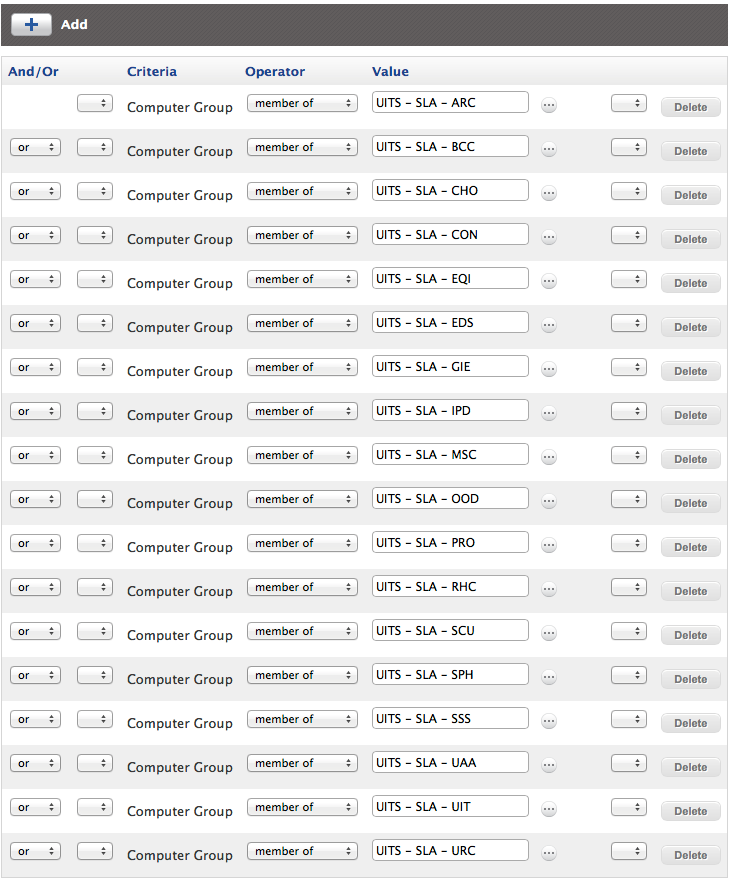 Add
And/Or Criteria Operator Value
Computer Group member of UITS - SLA - ARC ... Delete
or Computer Group member of UITS - SLA - BCC ... Delete
or Computer Group member of UITS - SLA - CHO ... Delete
or Computer Group member of UITS - SLA - CON ... Delete
or Computer Group member of UITS - SLA - EQI ... Delete
or Computer Group member of UITS - SLA - EDS ... Delete
or Computer Group member of UITS - SLA - GIE ... Delete
or Computer Group member of UITS - SLA - IPD ... Delete
or Computer Group member of UITS - SLA - MSC ... Delete
or Computer Group member of UITS - SLA - OOD ... Delete
or Computer Group member of UITS - SLA - PRO ... Delete
or Computer Group member of UITS - SLA - RHC ... Delete
or Computer Group member of UITS - SLA - SCU ... Delete
or Computer Group member of UITS - SLA - SPH ... Delete
or Computer Group member of UITS - SLA - SSS ... Delete
or Computer Group member of UITS - SLA - UAA ... Delete
or Computer Group member of UITS - SLA - UIT ... Delete
or Computer Group member of UITS - SLA - URC ... Delete